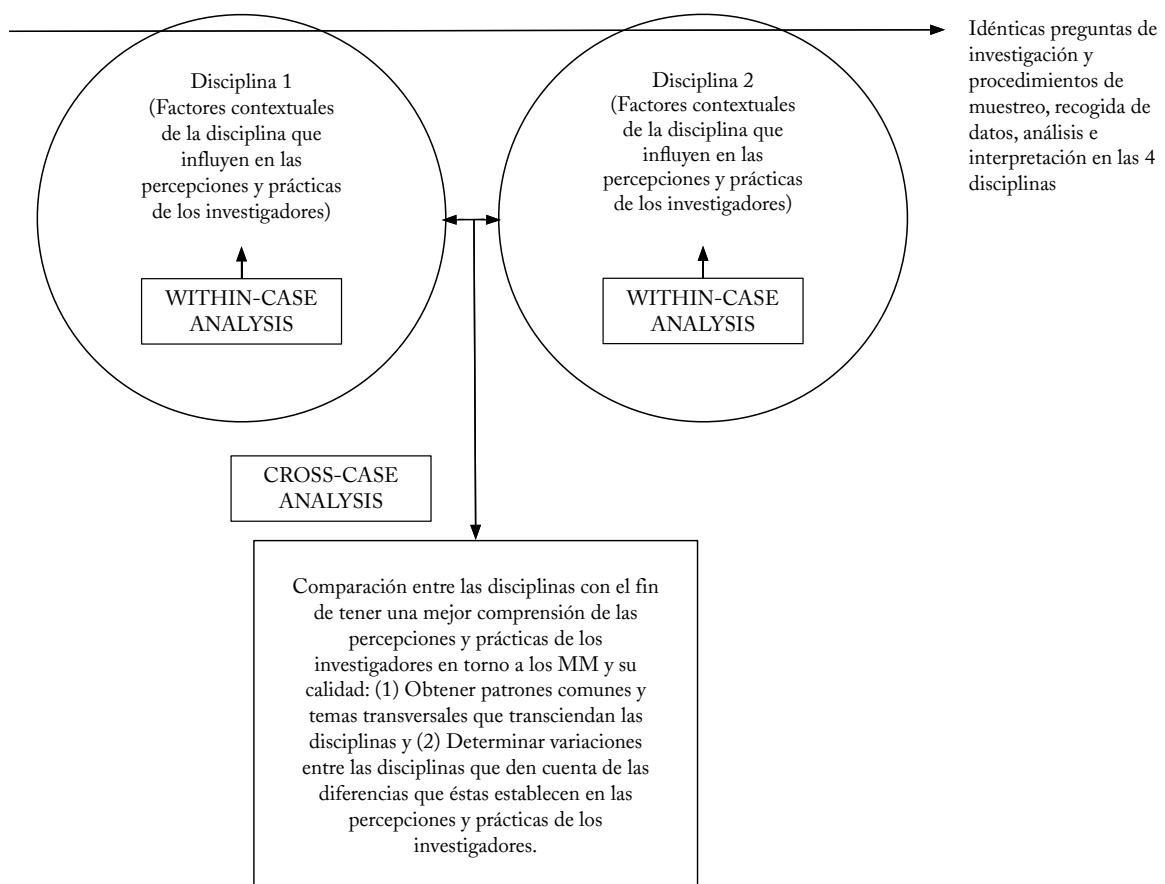 Idénticas preguntas de
investigación y
procedimientos de
muestreo, recogida de
datos, análisis e
interpretación en las 4
disciplinas
Disciplina 1
(Factores contextuales
de la disciplina que
influyen en las
percepciones y prácticas
de los investigadores)
WITHIN-CASE
ANALYSIS
Disciplina 2
(Factores contextuales
de la disciplina que
influyen en las
percepciones y prácticas
de los investigadores)
WITHIN-CASE
ANALYSIS
CROSS-CASE
ANALYSIS
Comparación entre las disciplinas con el fin
de tener una mejor comprensión de las
percepciones y prácticas de los
investigadores en torno a los MM y su
calidad: (1) Obtener patrones comunes y
temas transversales que transciendan las
disciplinas y (2) Determinar variaciones
entre las disciplinas que den cuenta de las
diferencias que éstas establecen en las
percepciones y prácticas de los
investigadores.